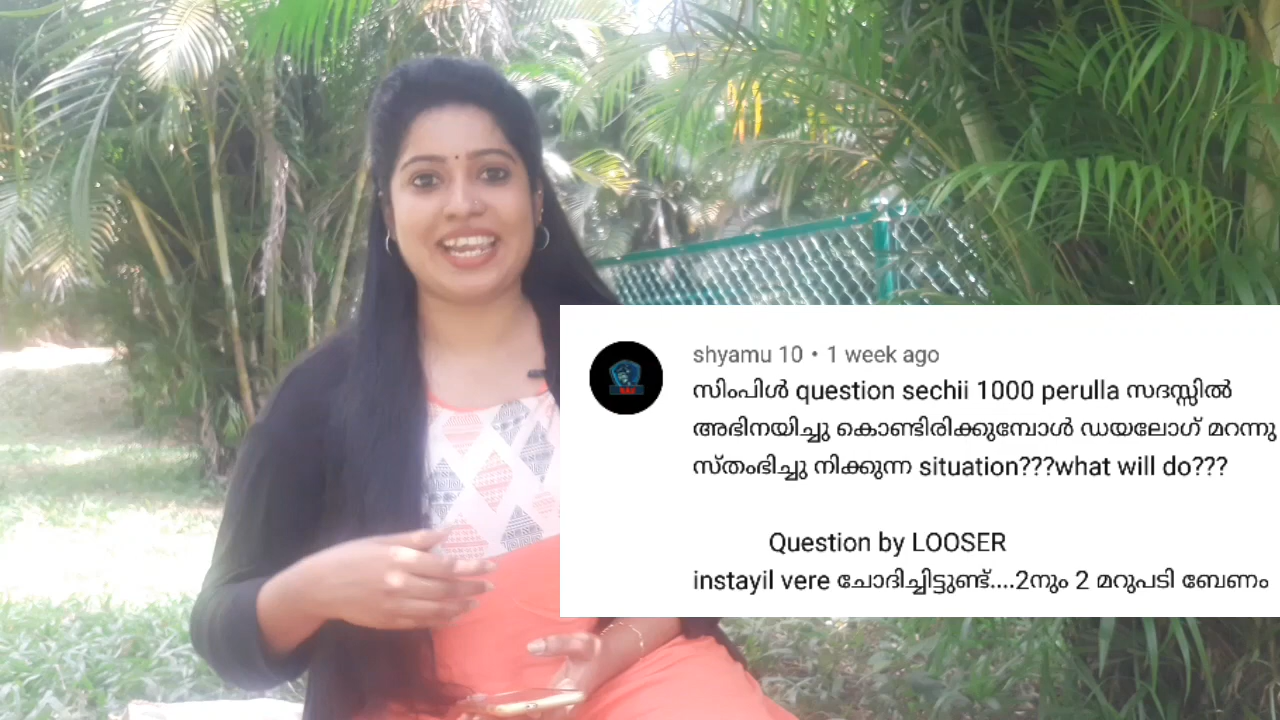 shyamu 10 • 1 week ago
സിംപിൾ question sechii 1000 perulla സദസ്സിൽ
അഭിനയിച്ചു കൊണ്ടിരിക്കുമ്പോൾ ഡയലോഗ് മറന്നു
സ്തംഭിച്ചു നിക്കുന്ന situation???what will do???
Question by LOOSER
instayil vere ചോദിച്ചിട്ടുണ്ട്....2നും 2 മറുപടി ബേണം